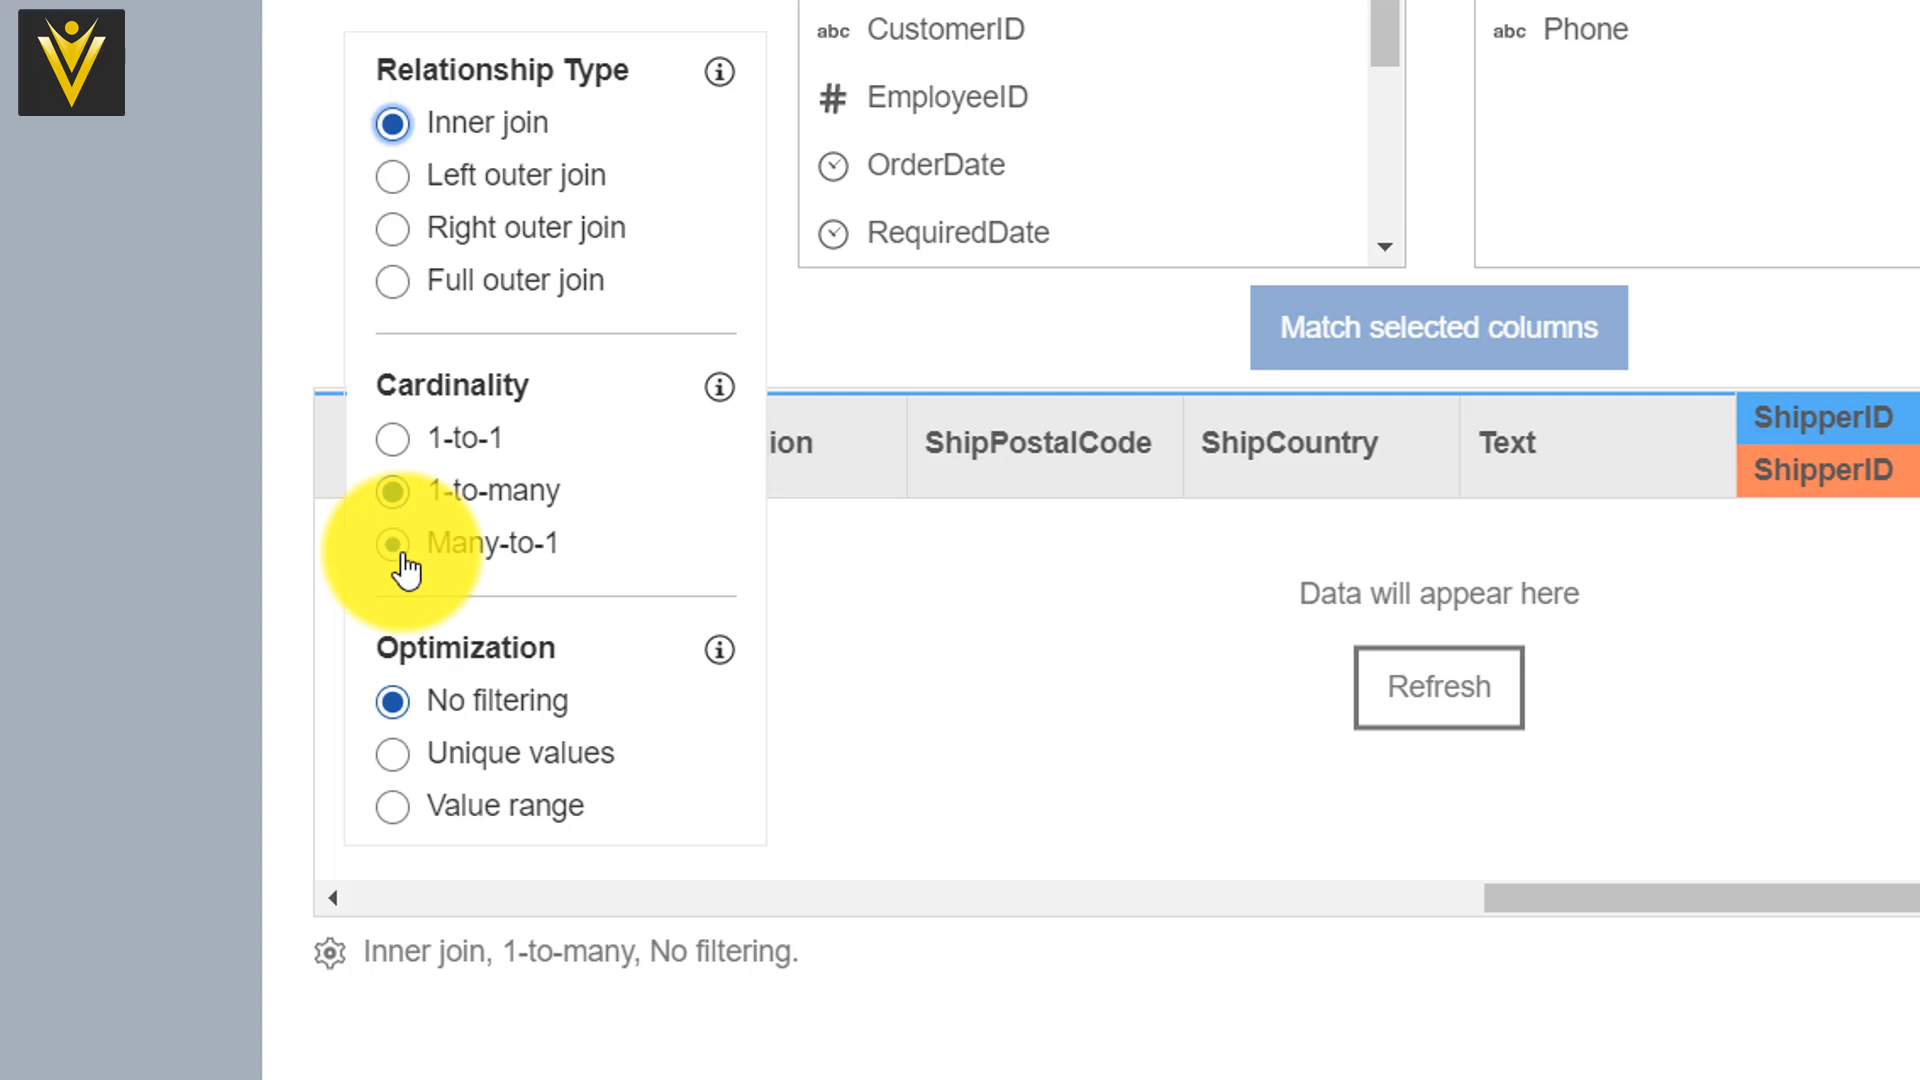 Relationship Type
Inner join
Left outer join
Right outer join
Full outer join
Cardinality
1-to-1
1-to-many
Many-to-1
Optimization
No filtering
Unique values
Value range
abc CustomerID
# EmployeeID
OrderDate
RequiredDate
abc Phone
Match selected columns
ion ShipPostalCode ShipCountry Text
ShipperID
ShipperID
Data will appear here
Refresh
Inner join, 1-to-many, No filtering.